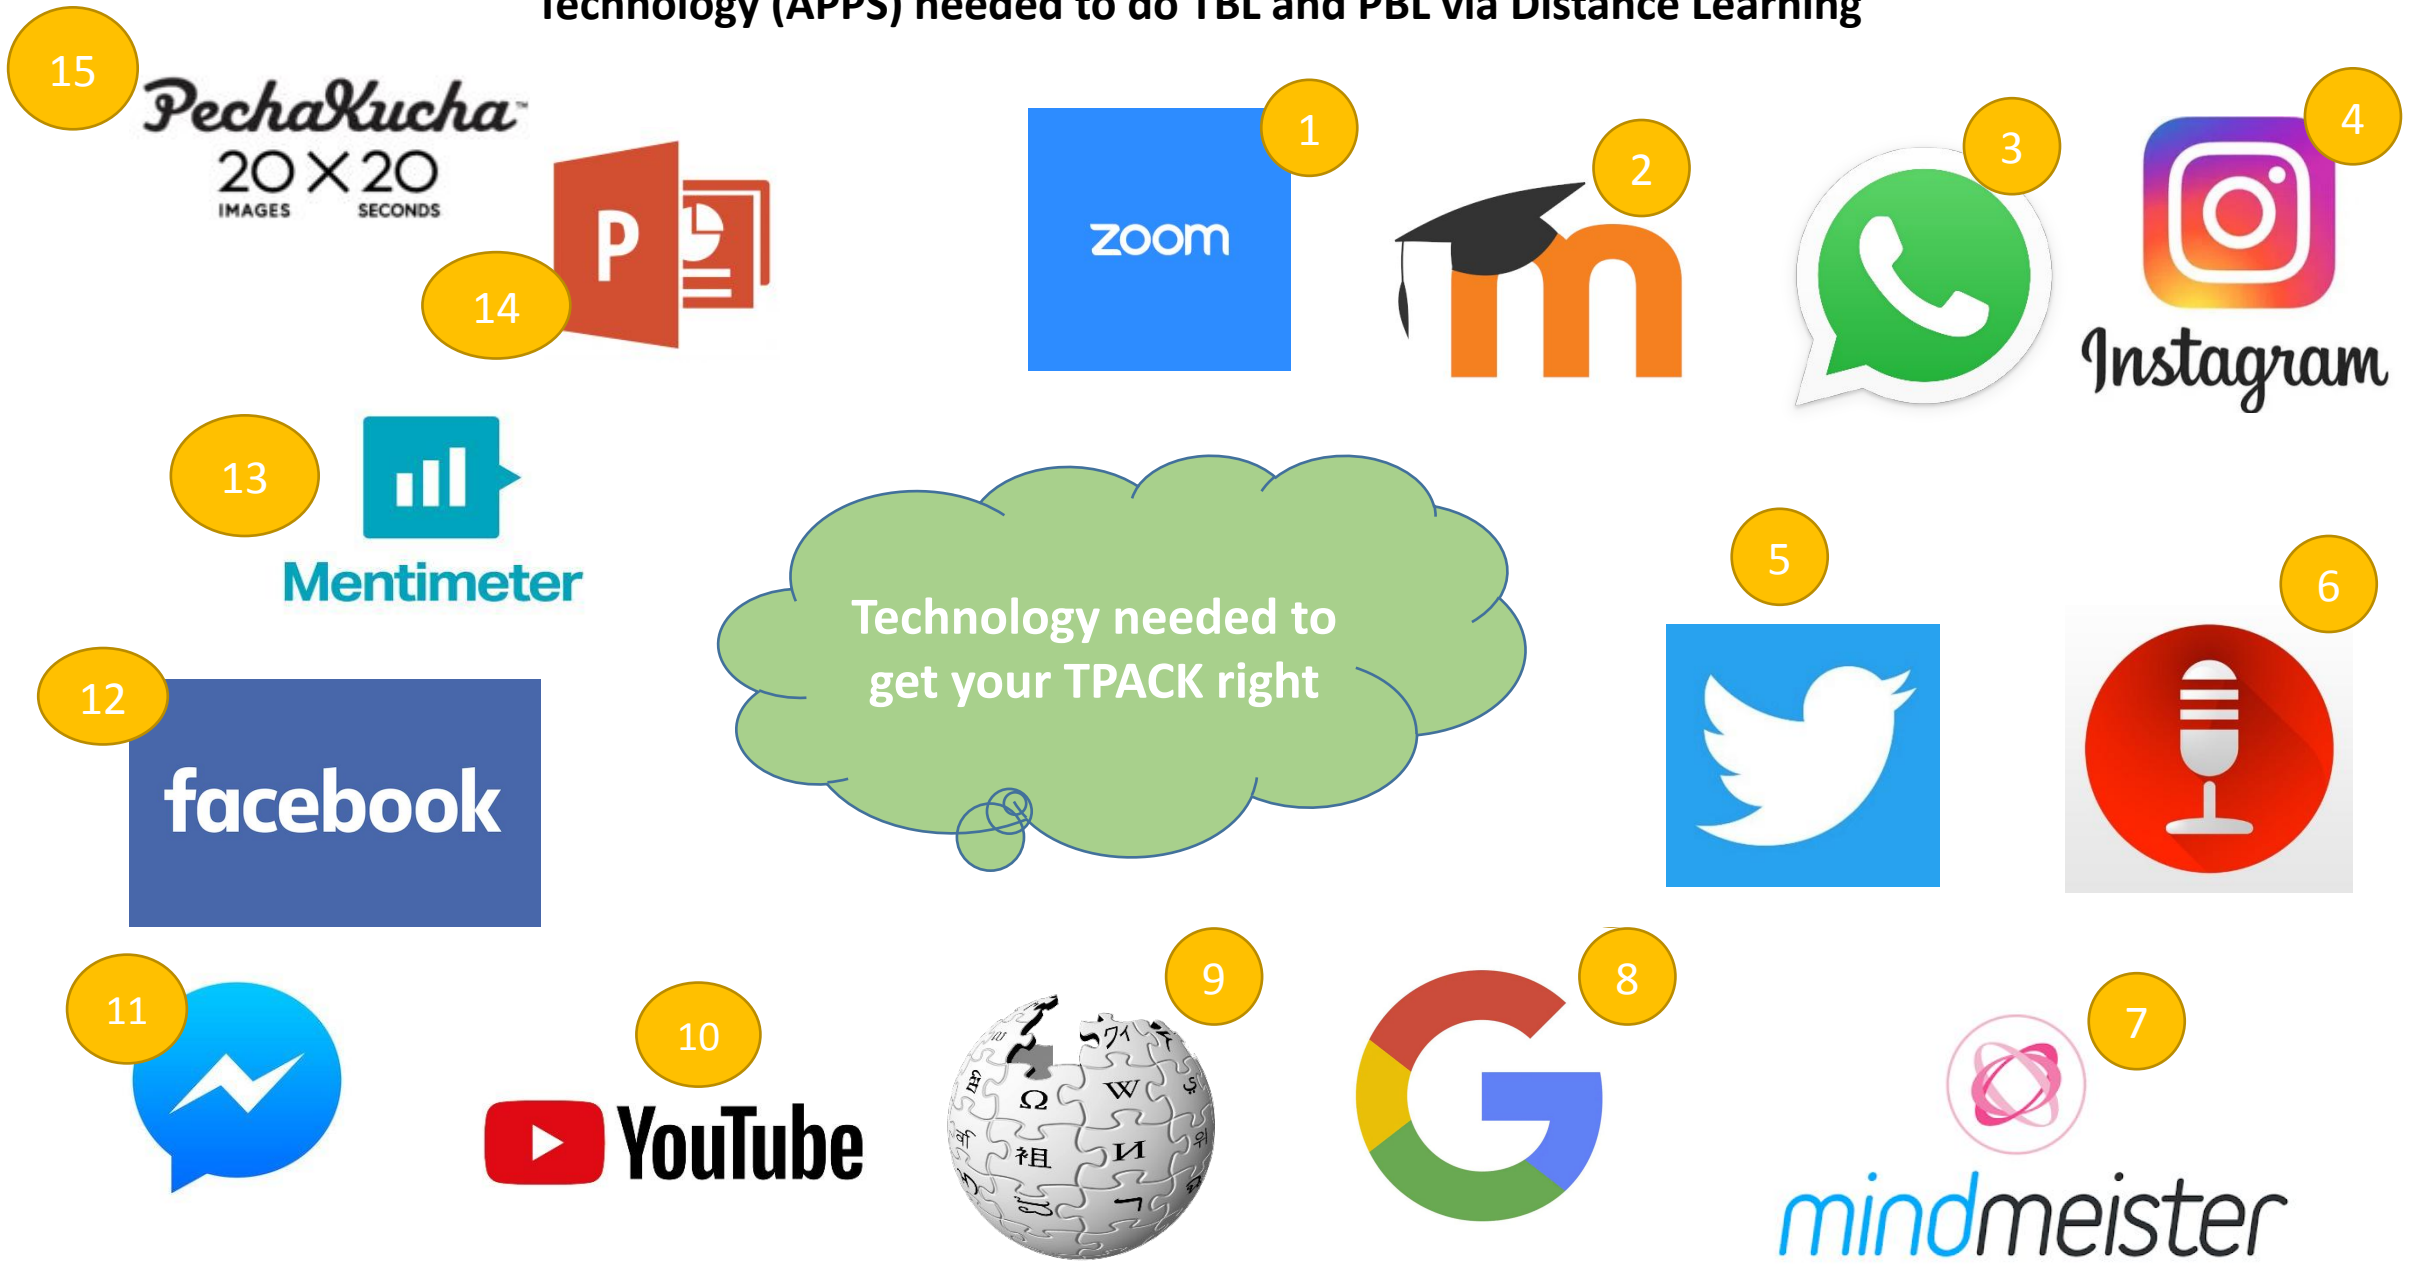 Technology (APPS) needed to do TBL and PBL via Distance Learning
15
PechaKucha™
20 X 20
IMAGES SECONDS
P
14
1
zoom
2
m
3
4
Instagram
13
Mentimeter
Technology needed to
get your TPACK right
5
6
12
facebook
11
10
YouTube
9
Ω W
祖 И
8
G
7
mindmeister